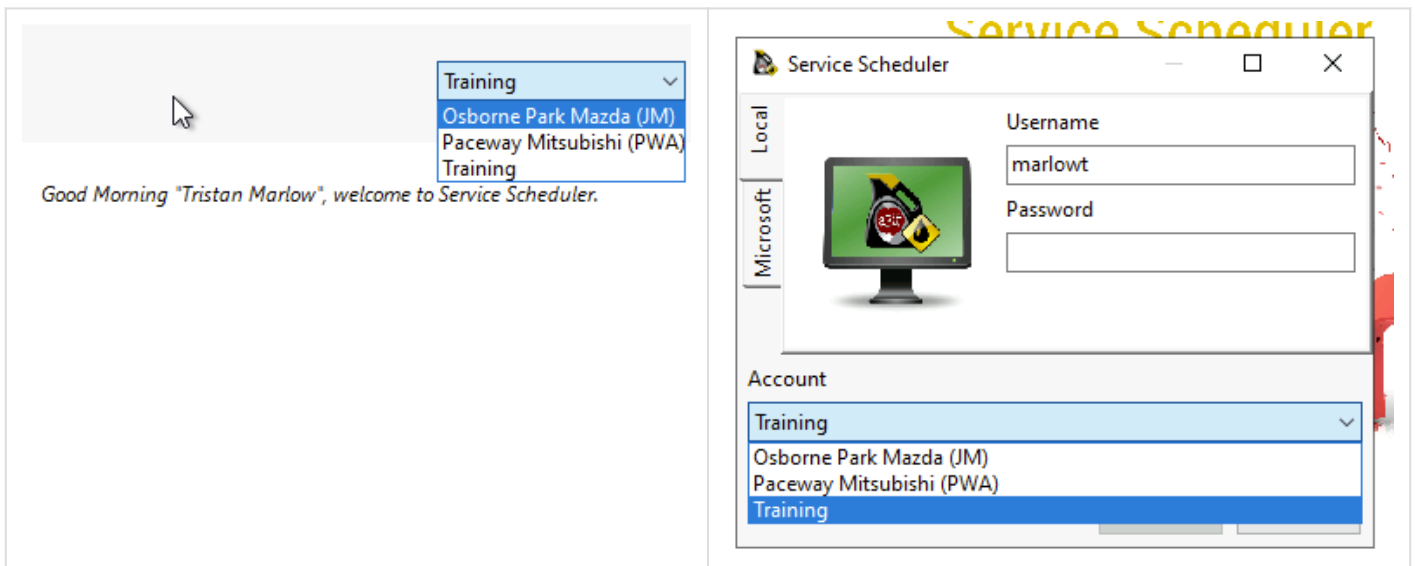 Training
Osborne Park Mazda (JM)
Paceway Mitsubishi (PWA)
Training
Good Morning "Tristan Marlow", welcome to Service Scheduler.
Service Scheduler
Service Scheduler
Local
Microsoft
Username
marlowt
Password
Account
Training
Osborne Park Mazda (JM)
Paceway Mitsubishi (PWA)
Training